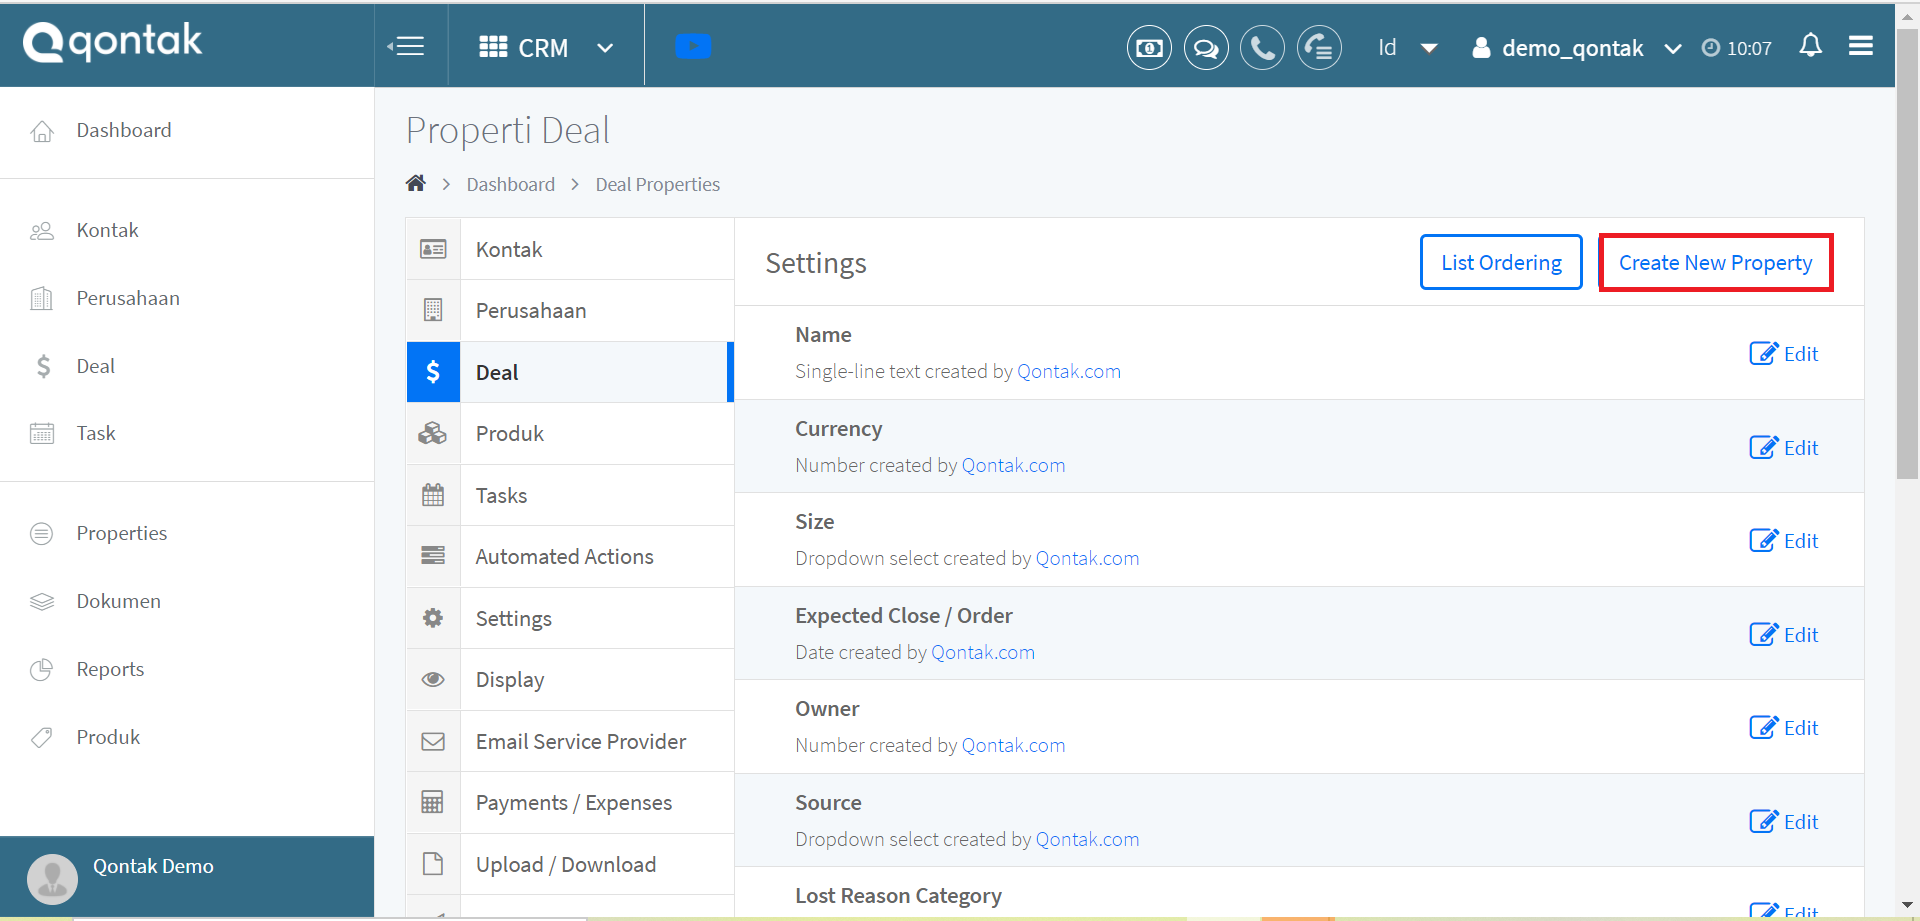 qontak
CRM
Id
demo_qontak
10:07
Dashboard
Kontak
Perusahaan
Deal
Task
Properties
Dokumen
Reports
Produk
Qontak Demo
Properti Deal
Dashboard
Deal Properties
Kontak
Perusahaan
Deal
Produk
Tasks
Automated Actions
Settings
Display
Email Service Provider
Payments / Expenses
Upload / Download
Settings
List Ordering
Create New Property
Name
Single-line text created by Qontak.com
Edit
Currency
Number created by Qontak.com
Edit
Size
Dropdown select created by Qontak.com
Edit
Expected Close / Order
Date created by Qontak.com
Edit
Owner
Number created by Qontak.com
Edit
Source
Dropdown select created by Qontak.com
Edit
Lost Reason Category
Edit